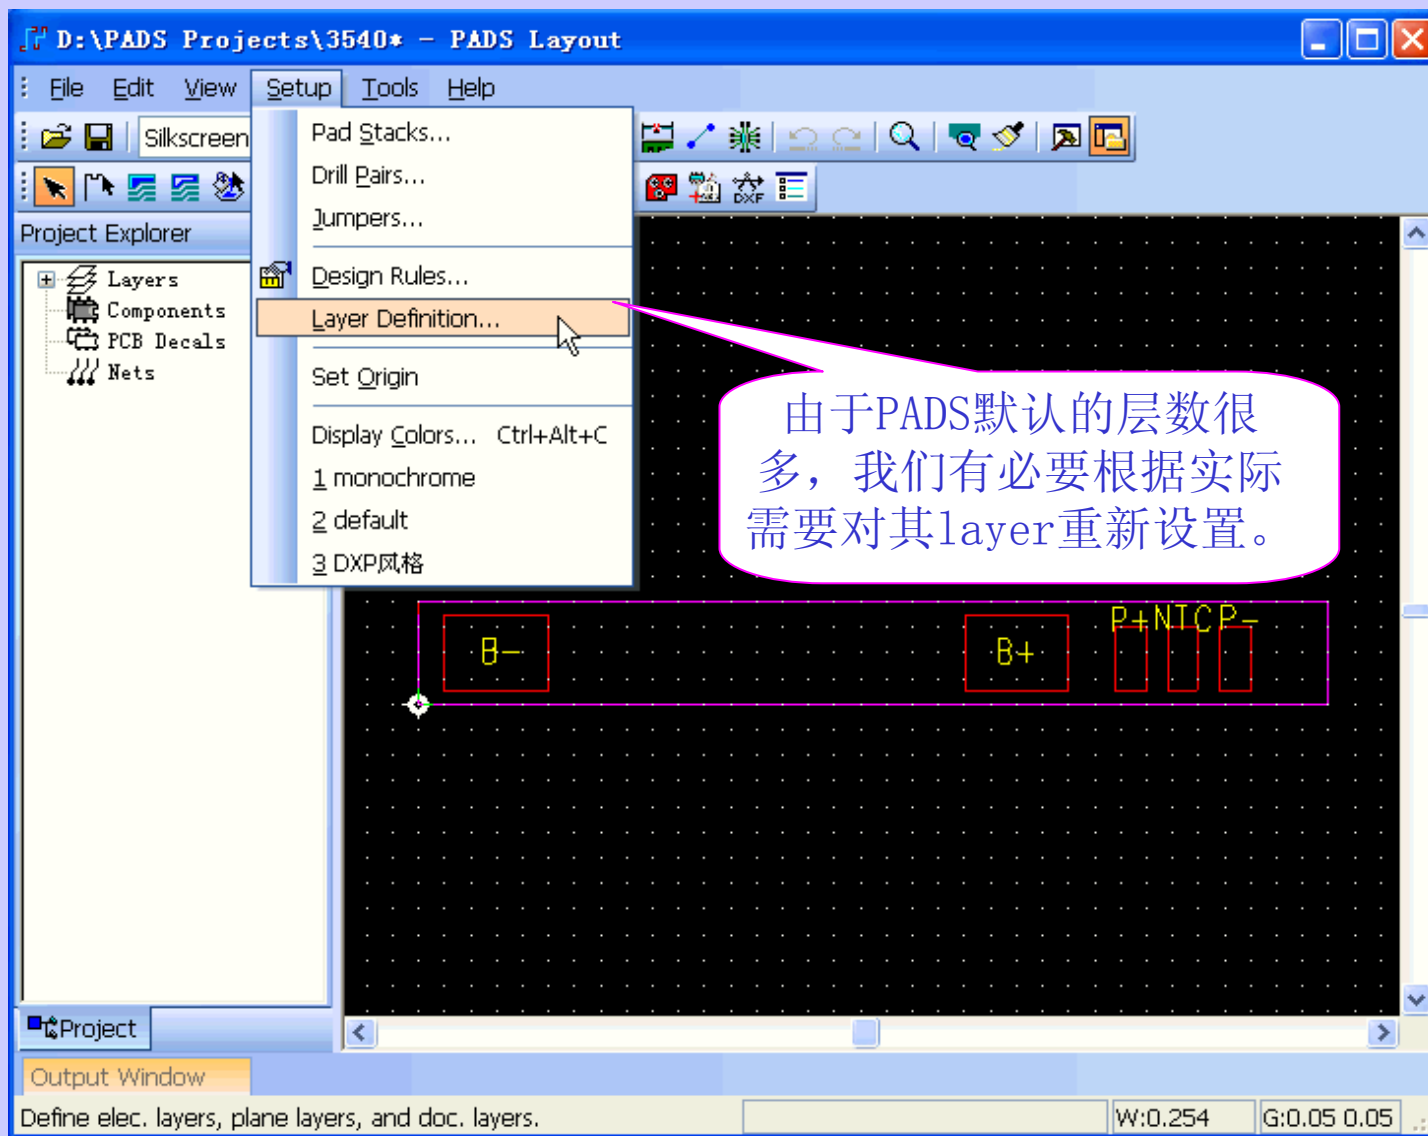 D:\PADS Projects\3540* - PADS Layout
File Edit View Setup Tools Help
Silkscreen
DXF
Pad Stacks...
Drill Pairs...
Jumpers...
Design Rules...
Layer Definition...
Set Origin
Display Colors... Ctrl+Alt+C
1 monochrome
2 default
3 DXP风格
Project Explorer
Layers
Components
PCB Decals
Nets
由于PADS默认的层数很
多，我们有必要根据实际
需要对其layer重新设置。
B- B+ P+ NTC P-
Project
Output Window
Define elec. layers, plane layers, and doc. layers. W:0.254 G:0.05 0.05